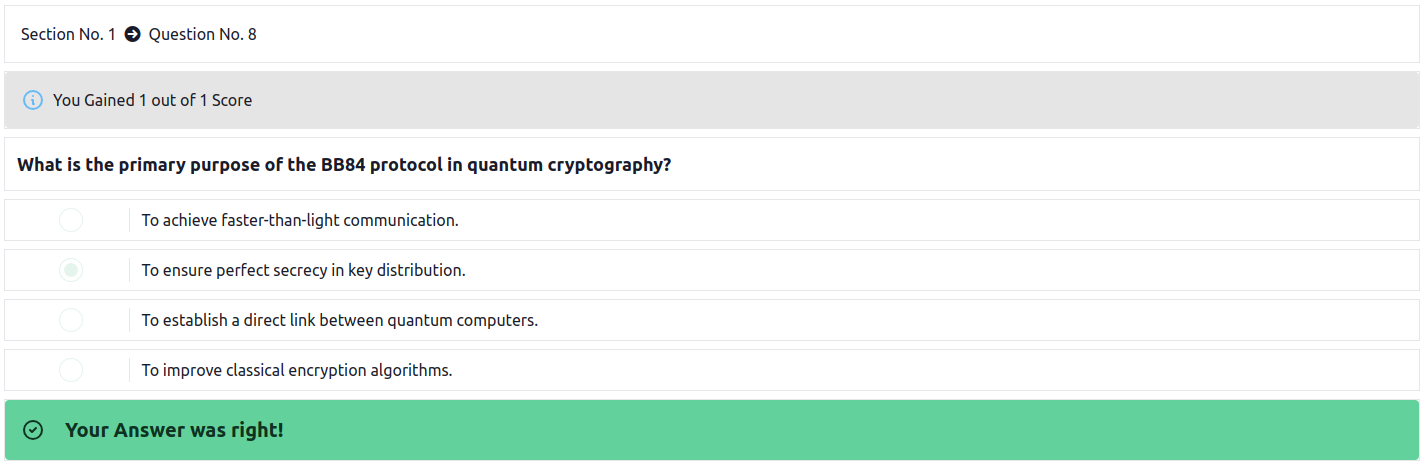 Section No. 1 Question No. 8
You Gained 1 out of 1 Score
What is the primary purpose of the BB84 protocol in quantum cryptography?
To achieve faster-than-light communication.
To ensure perfect secrecy in key distribution.
To establish a direct link between quantum computers.
To improve classical encryption algorithms.
Your Answer was right!